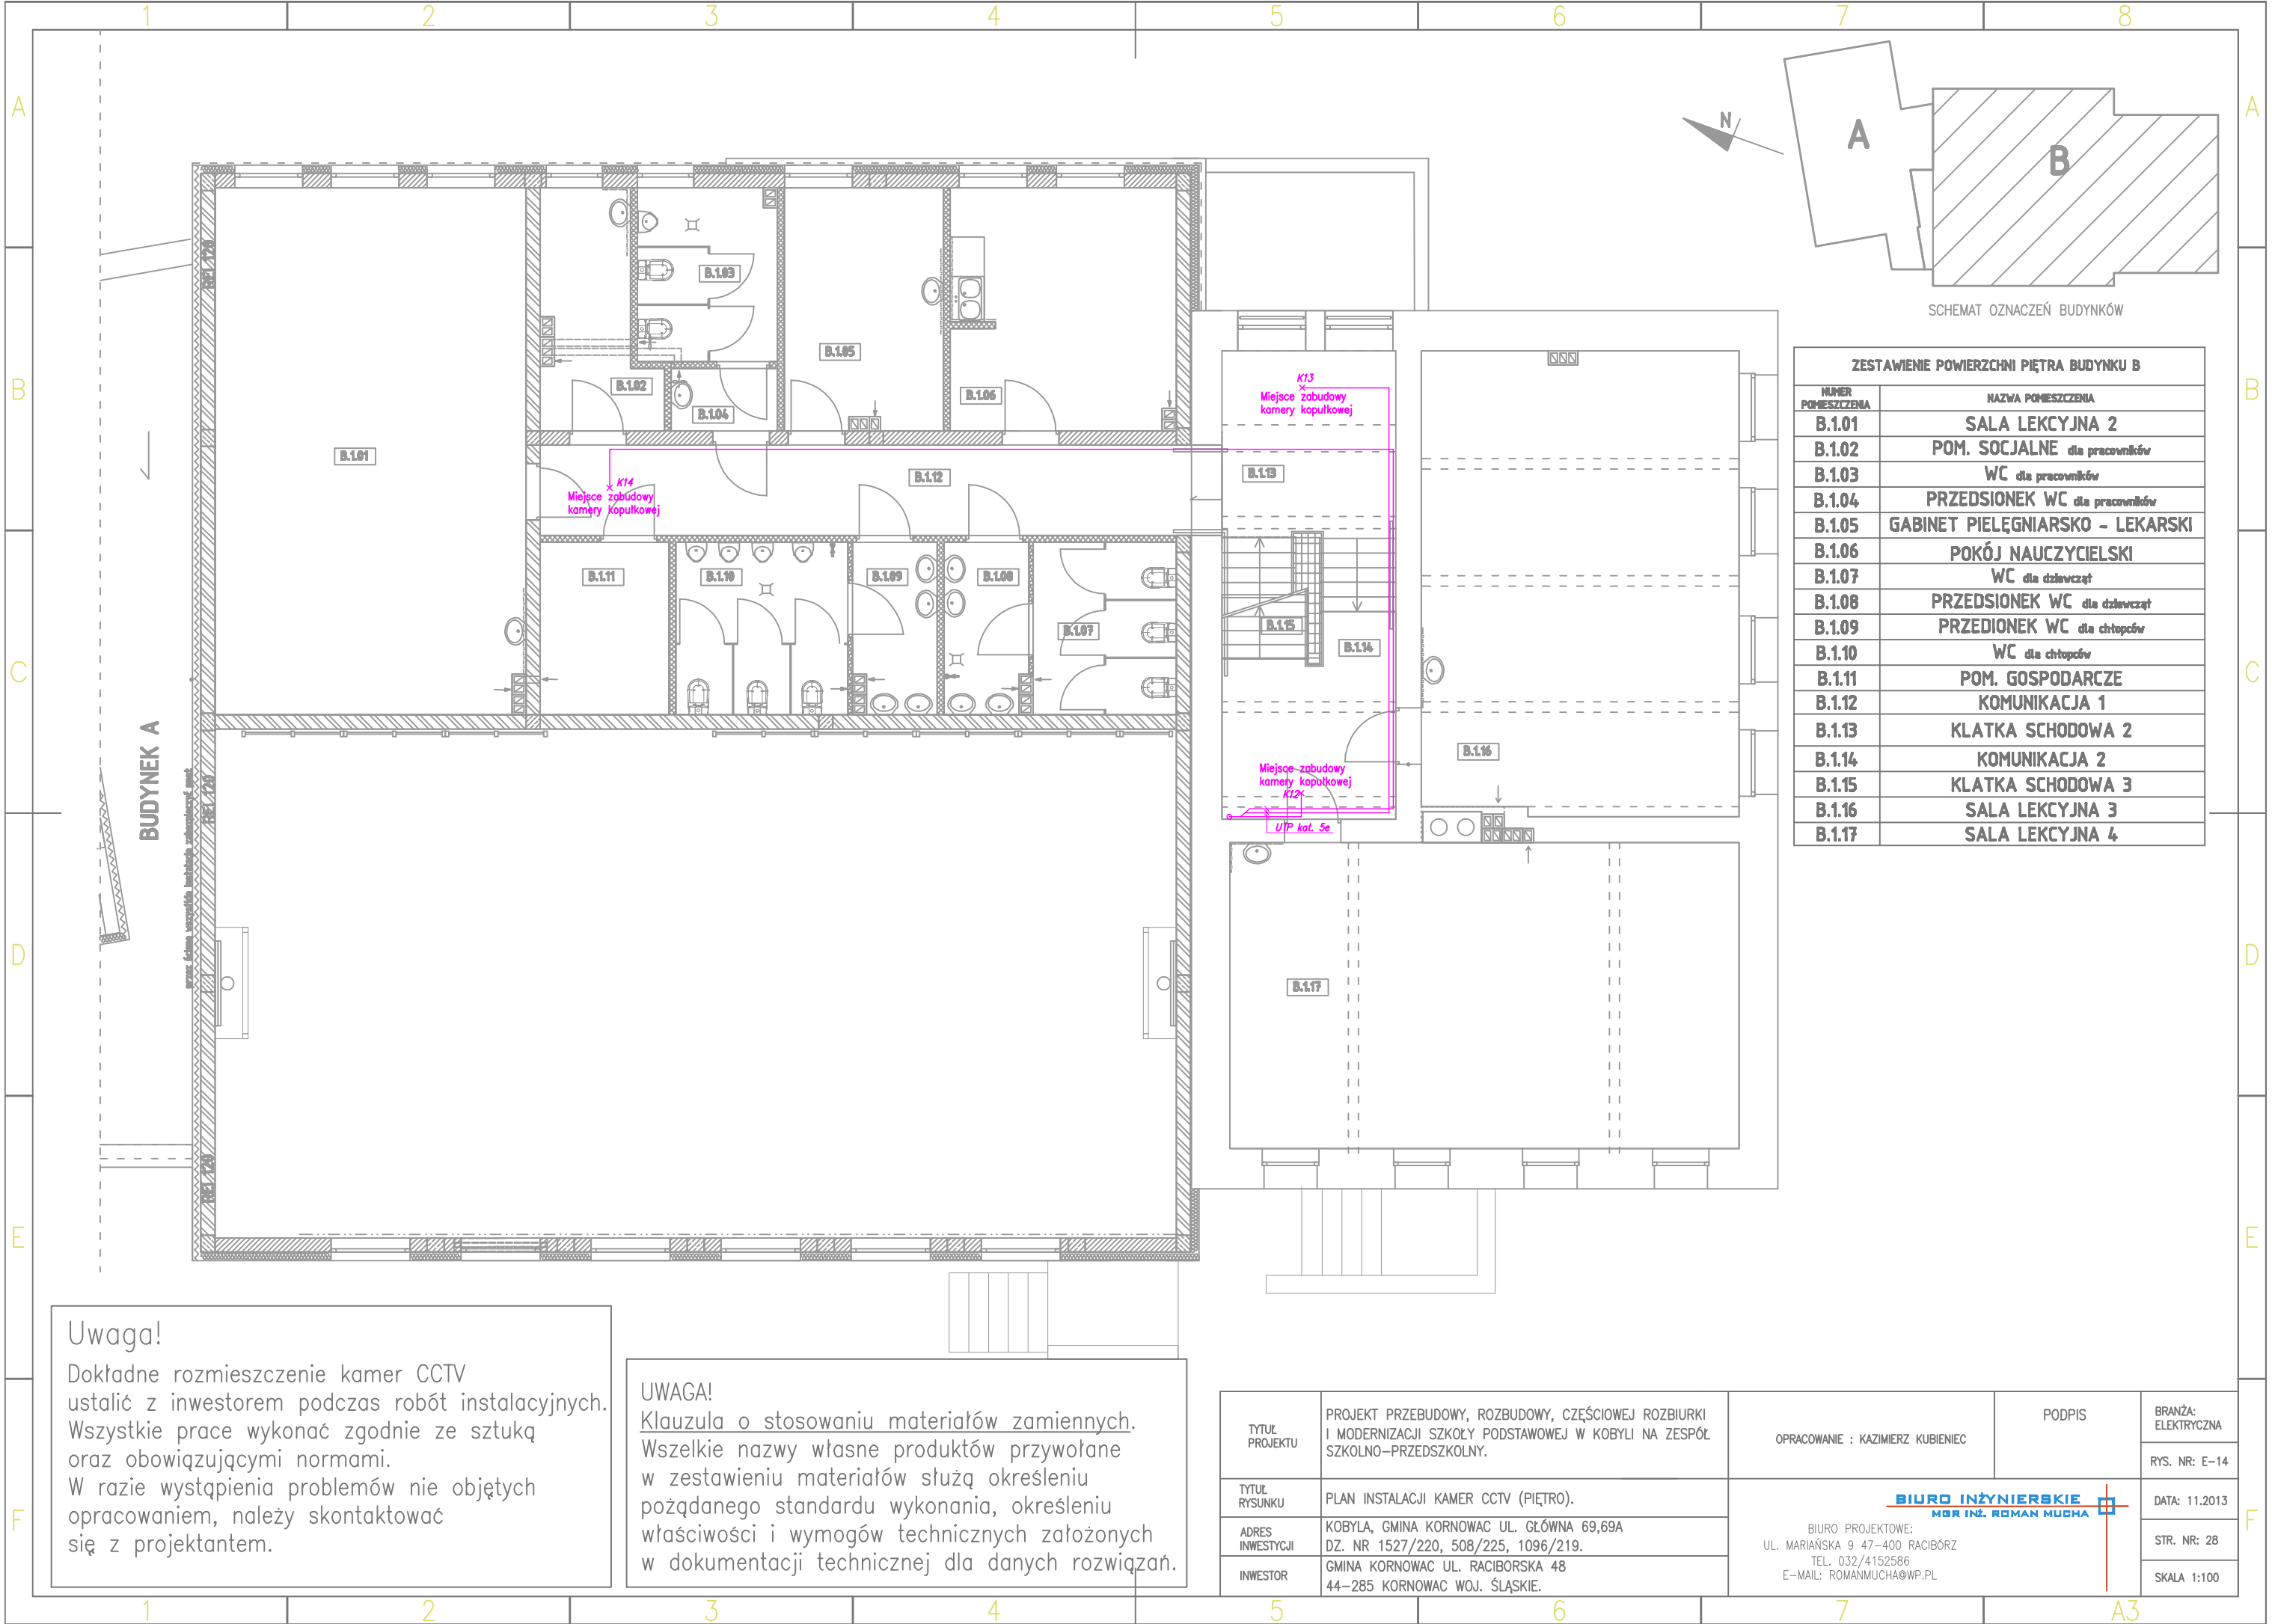 1 2 3 4 5 6 7 8
A A
B B
C C
D D
E E
F F
N
A
B
SCHEMAT OZNACZEŃ BUDYNKÓW
ZESTAWIENIE POWIERZCHNI PIĘTRA BUDYNKU B
NUMER POMIESZCZENIA NAZWA POMIESZCZENIA
B.1.01 SALA LEKCYJNA 2
B.1.02 POM. SOCJALNE dla pracowników
B.1.03 WC dla pracowników
B.1.04 PRZEDSIONEK WC dla pracowników
B.1.05 GABINET PIELĘGNIARSKO - LEKARSKI
B.1.06 POKÓJ NAUCZYCIELSKI
B.1.07 WC dla dziewcząt
B.1.08 PRZEDSIONEK WC dla dziewcząt
B.1.09 PRZEDIONEK WC dla chłopców
B.1.10 WC dla chłopców
B.1.11 POM. GOSPODARCZE
B.1.12 KOMUNIKACJA 1
B.1.13 KLATKA SCHODOWA 2
B.1.14 KOMUNIKACJA 2
B.1.15 KLATKA SCHODOWA 3
B.1.16 SALA LEKCYJNA 3
B.1.17 SALA LEKCYJNA 4
REI 120
REI 120
REI 120
BUDYNEK A
B.1.01
B.1.02
B.1.03
B.1.04
B.1.05
B.1.06
K13
Miejsce zabudowy
kamery kopułkowej
B.1.12
B.1.13
K14
Miejsce zabudowy
kamery kopułkowej
B.1.11
B.1.10
B.1.09
B.1.08
B.1.07
B.1.15
B.1.14
B.1.16
Miejsce zabudowy
kamery kopułkowej
K12
UTP kat. 5e
B.1.17
Uwaga!
Dokładne rozmieszczenie kamer CCTV
ustalić z inwestorem podczas robót instalacyjnych.
Wszystkie prace wykonać zgodnie ze sztuką
oraz obowiązującymi normami.
W razie wystąpienia problemów nie objętych
opracowaniem, należy skontaktować
się z projektantem.
UWAGA!
Klauzula o stosowaniu materiałów zamiennych.
Wszelkie nazwy własne produktów przywołane
w zestawieniu materiałów służą określeniu
pożądanego standardu wykonania, określeniu
właściwości i wymogów technicznych założonych
w dokumentacji technicznej dla danych rozwiązań.
TYTUŁ PROJEKTU
PROJEKT PRZEBUDOWY, ROZBUDOWY, CZĘŚCIOWEJ ROZBIURKI
I MODERNIZACJI SZKOŁY PODSTAWOWEJ W KOBYLI NA ZESPÓŁ
SZKOLNO-PRZEDSZKOLNY.
OPRACOWANIE : KAZIMIERZ KUBIENIEC
PODPIS
BRANŻA:
ELEKTRYCZNA
RYS. NR: E-14
TYTUŁ RYSUNKU
PLAN INSTALACJI KAMER CCTV (PIĘTRO).
ADRES INWESTYCJI
KOBYLA, GMINA KORNOWAC UL. GŁÓWNA 69,69A
DZ. NR 1527/220, 508/225, 1096/219.
INWESTOR
GMINA KORNOWAC UL. RACIBORSKA 48
44-285 KORNOWAC WOJ. ŚLĄSKIE.
BIURO INŻYNIERSKIE
MGR INŻ. ROMAN MUCHA
BIURO PROJEKTOWE:
UL. MARIAŃSKA 9 47-400 RACIBÓRZ
TEL. 032/4152586
E-MAIL: ROMANMUCHA@WP.PL
DATA: 11.2013
STR. NR: 28
SKALA 1:100
1 2 3 4 5 6 7 A3